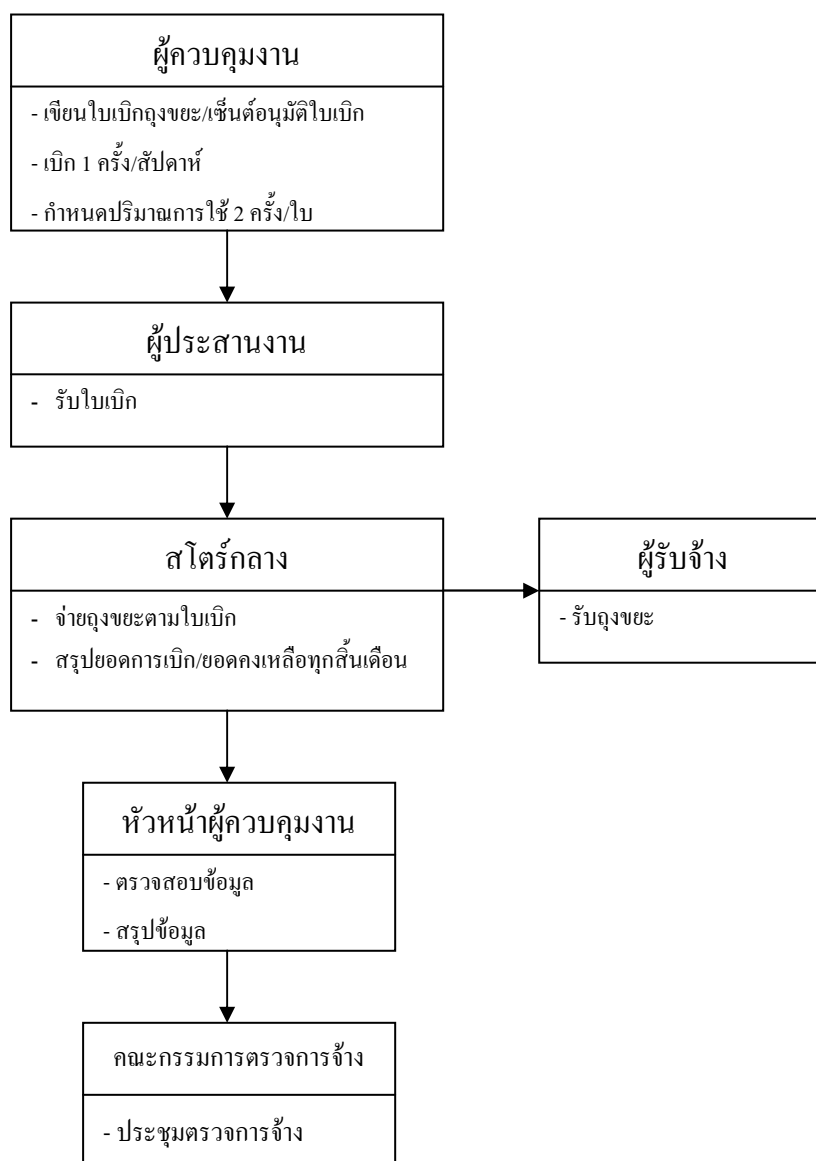 ผู้ควบคุมงาน
- เขียนใบเบิกถุงขยะ/เซ็นต์อนุมัติใบเบิก
- เบิก 1 ครั้ง/สัปดาห์
- กำหนดปริมาณการใช้ 2 ครั้ง/ใบ
ผู้ประสานงาน
- รับใบเบิก
สโตร์กลาง
- จ่ายถุงขยะตามใบเบิก
- สรุปยอดการเบิก/ยอดคงเหลือทุกสิ้นเดือน
ผู้รับจ้าง
- รับถุงขยะ
หัวหน้าผู้ควบคุมงาน
- ตรวจสอบข้อมูล
- สรุปข้อมูล
คณะกรรมการตรวจการจ้าง
- ประชุมตรวจการจ้าง